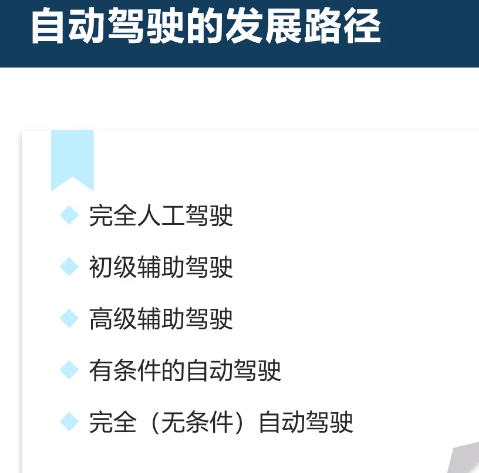 自动驾驶的发展路径
完全人工驾驶
初级辅助驾驶
高级辅助驾驶
有条件的自动驾驶
完全（无条件）自动驾驶